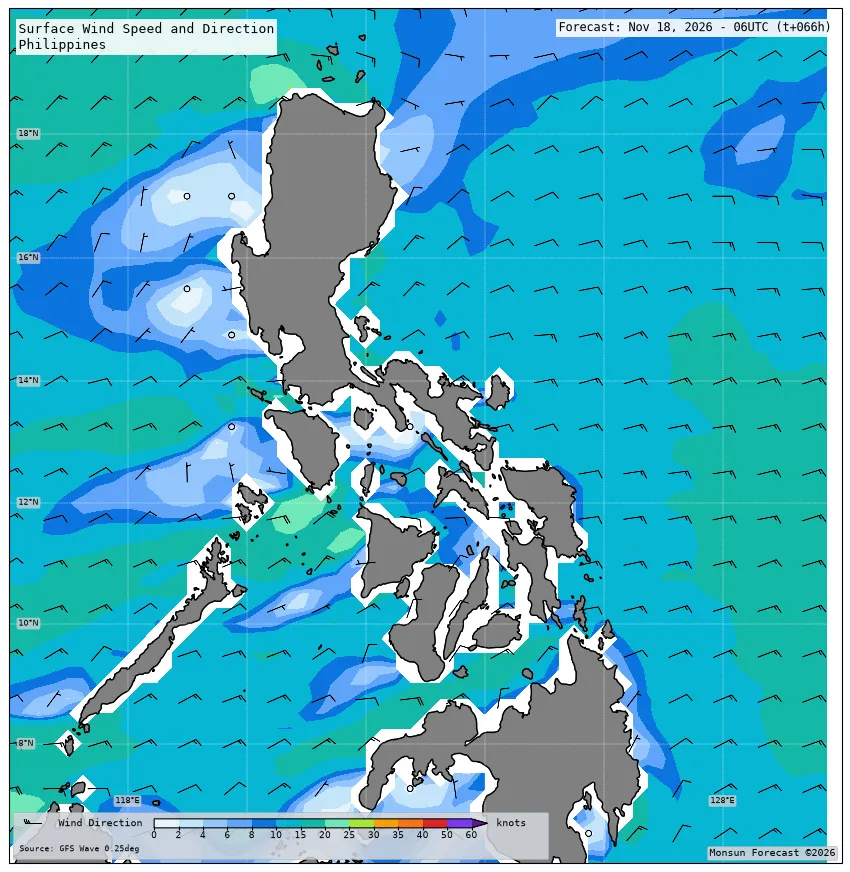 Surface Wind Speed and Direction
Philippines
Forecast: Nov 18, 2026 - 06UTC (t+066h)
18°N
16°N
14°N
12°N
10°N
8°N
118°E
128°E
Wind Direction
0 2 4 6 8 10 15 20 25 30 35 40 50 60
knots
Source: GFS Wave 0.25deg
Monsun Forecast ©2026